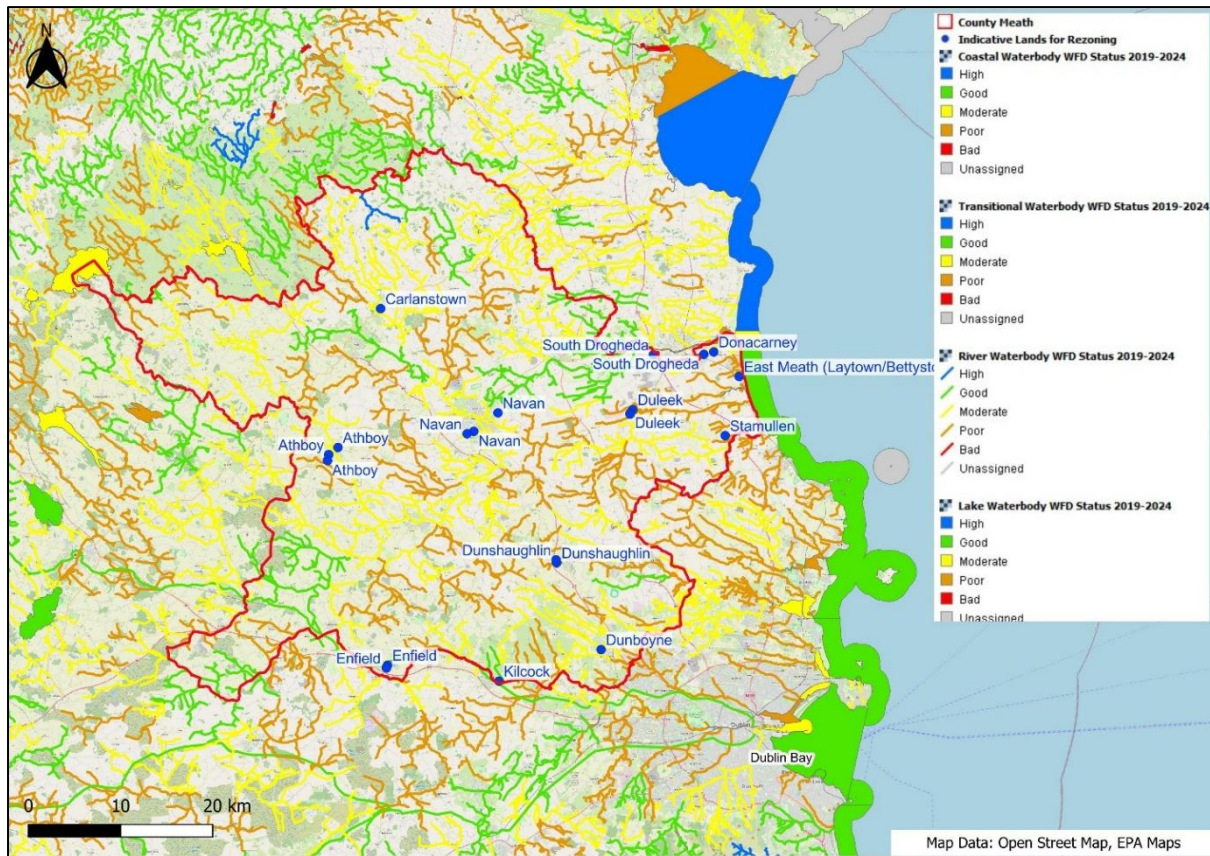 N
County Meath
Indicative Lands for Rezoning
Coastal Waterbody WFD Status 2019-2024
High
Good
Moderate
Poor
Bad
Unassigned
Transitional Waterbody WFD Status 2019-2024
High
Good
Moderate
Poor
Bad
Unassigned
River Waterbody WFD Status 2019-2024
High
Good
Moderate
Poor
Bad
Unassigned
Lake Waterbody WFD Status 2019-2024
High
Good
Moderate
Poor
Bad
Unassigned
Carlanstown
South Drogheda
Donacarney
South Drogheda
East Meath (Laytown/Bettysto
Duleek
Navan
Duleek
Stamullen
Navan
Navan
Athboy
Athboy
Athboy
Dunshaughlin
Dunshaughlin
Dunboyne
Enfield
Enfield
Kilcock
Dublin
Dublin Bay
0 10 20 km
Map Data: Open Street Map, EPA Maps